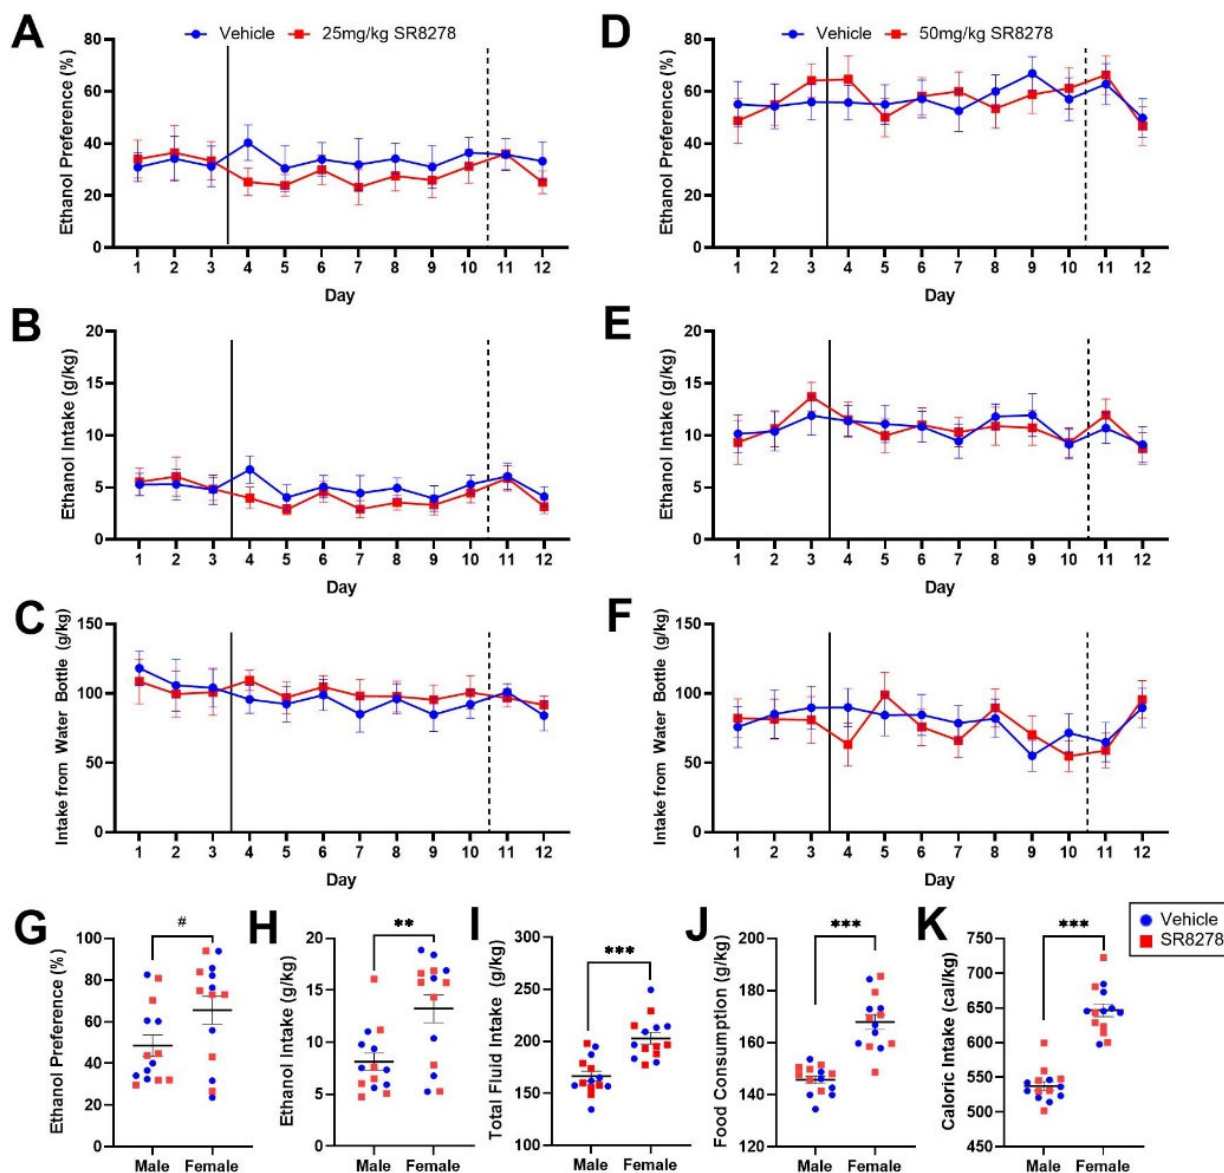 A
Vehicle 25mg/kg SR8278
Ethanol Preference (%)
80
60
40
20
0
1 2 3 4 5 6 7 8 9 10 11 12
Day
D
Vehicle 50mg/kg SR8278
Ethanol Preference (%)
80
60
40
20
0
1 2 3 4 5 6 7 8 9 10 11 12
Day
B
Ethanol Intake (g/kg)
20
15
10
5
0
1 2 3 4 5 6 7 8 9 10 11 12
Day
E
Ethanol Intake (g/kg)
20
15
10
5
0
1 2 3 4 5 6 7 8 9 10 11 12
Day
C
Intake from Water Bottle (g/kg)
150
100
50
0
1 2 3 4 5 6 7 8 9 10 11 12
Day
F
Intake from Water Bottle (g/kg)
150
100
50
0
1 2 3 4 5 6 7 8 9 10 11 12
Day
G
#
Ethanol Preference (%)
100
80
60
40
20
0
Male Female
H
**
Ethanol Intake (g/kg)
20
15
10
5
0
Male Female
I
***
Total Fluid Intake (g/kg)
300
250
200
150
100
Male Female
J
***
Food Consumption (g/kg)
200
180
160
140
120
Male Female
K
***
Caloric Intake (cal/kg)
750
700
650
600
550
500
450
Male Female
Vehicle
SR8278